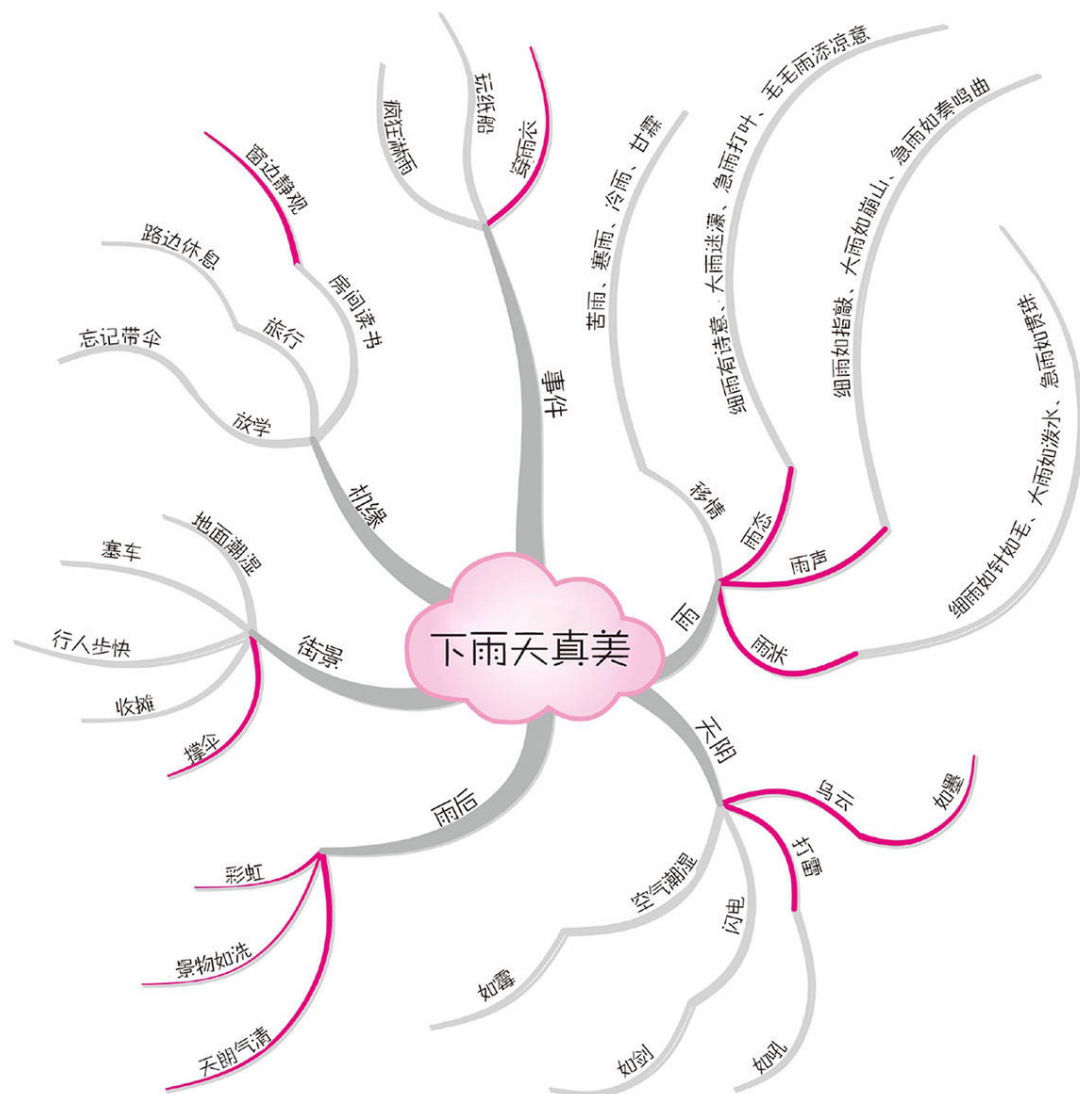 下雨天真美
事件
疯狂淋雨
玩纸船
穿雨衣
机缘
放学
忘记带伞
旅行
路边休息
房间读书
窗边静观
街景
地面潮湿
塞车
行人步快
收摊
撑伞
雨后
彩虹
景物如洗
天朗气清
雨
移情
苦雨、寒雨、冷雨、甘霖
雨态
细雨有诗意、大雨迷濛、急雨打叶、毛毛雨添凉意
雨声
细雨如指敲、大雨如崩山、急雨如奏鸣曲
雨状
细雨如针如毛、大雨如泼水、急雨如贯珠
天阴
乌云
如墨
打雷
如吼
闪电
如剑
空气潮湿
如霉